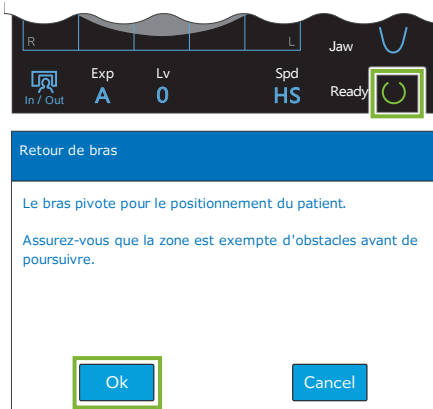 R L Jaw
Exp Lv Spd
In / Out A 0 HS Ready
Retour de bras
Le bras pivote pour le positionnement du patient.
Assurez-vous que la zone est exempte d'obstacles avant de
poursuivre.
Ok Cancel